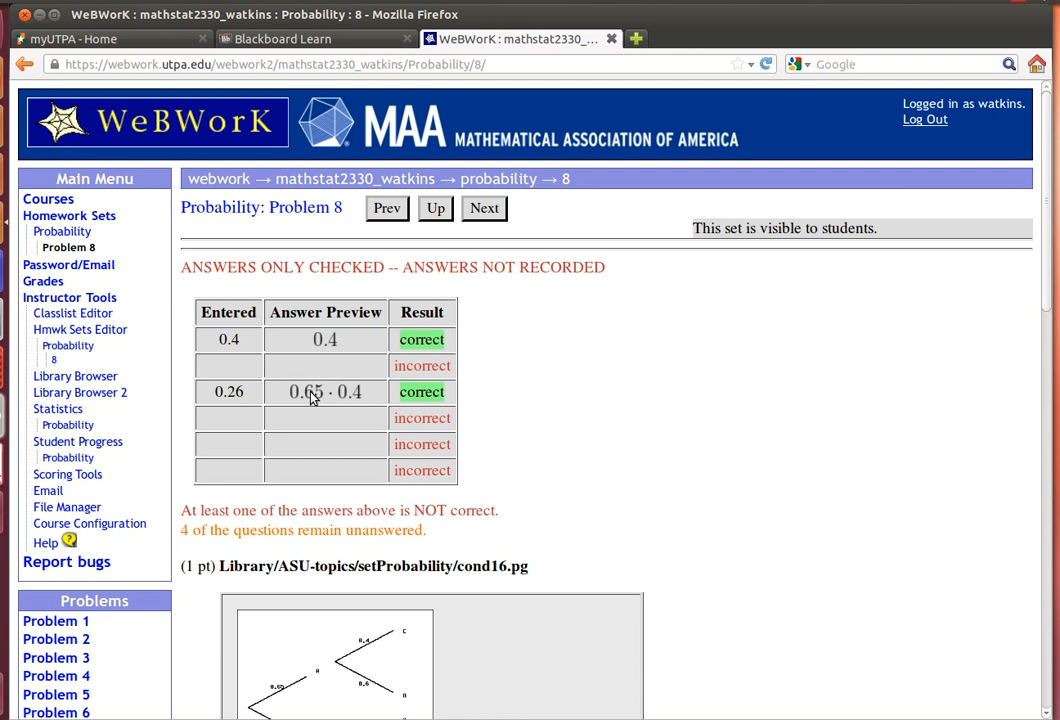 WeBWorK : mathstat2330_watkins : Probability : 8 - Mozilla Firefox
myUTPA - Home
Blackboard Learn
WeBWorK : mathstat2330_...
https://webwork.utpa.edu/webwork2/mathstat2330_watkins/Probability/8/
Google
WeBWorK
MAA MATHEMATICAL ASSOCIATION OF AMERICA
Logged in as watkins.
Log Out
Main Menu
Courses
Homework Sets
Probability
Problem 8
Password/Email
Grades
Instructor Tools
Classlist Editor
Hmwk Sets Editor
Probability
8
Library Browser
Library Browser 2
Statistics
Probability
Student Progress
Probability
Scoring Tools
Email
File Manager
Course Configuration
Help
Report bugs
Problems
Problem 1
Problem 2
Problem 3
Problem 4
Problem 5
Problem 6
webwork → mathstat2330_watkins → probability → 8
Probability: Problem 8
Prev Up Next
This set is visible to students.
ANSWERS ONLY CHECKED -- ANSWERS NOT RECORDED
Entered Answer Preview Result
0.4 0.4 correct
incorrect
0.26 0.65 · 0.4 correct
incorrect
incorrect
incorrect
At least one of the answers above is NOT correct.
4 of the questions remain unanswered.
(1 pt) Library/ASU-topics/setProbability/cond16.pg
0.4
C
A
0.65
0.6